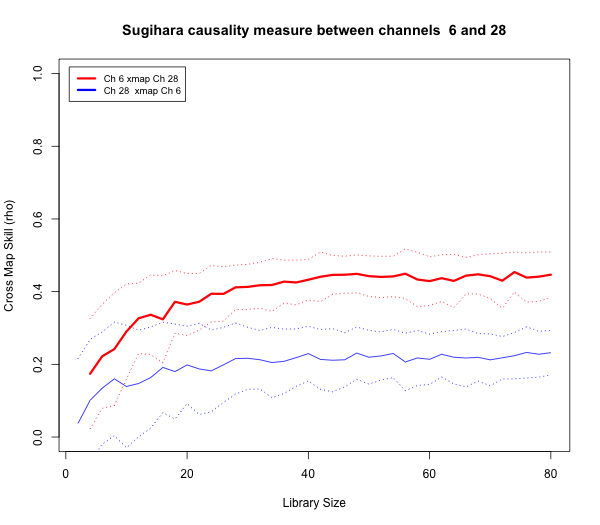 Sugihara causality measure between channels  6 and 28
Ch 6 xmap Ch 28
Ch 28  xmap Ch 6
Cross Map Skill (rho)
1.0
0.8
0.6
0.4
0.2
0.0
0 20 40 60 80
Library Size